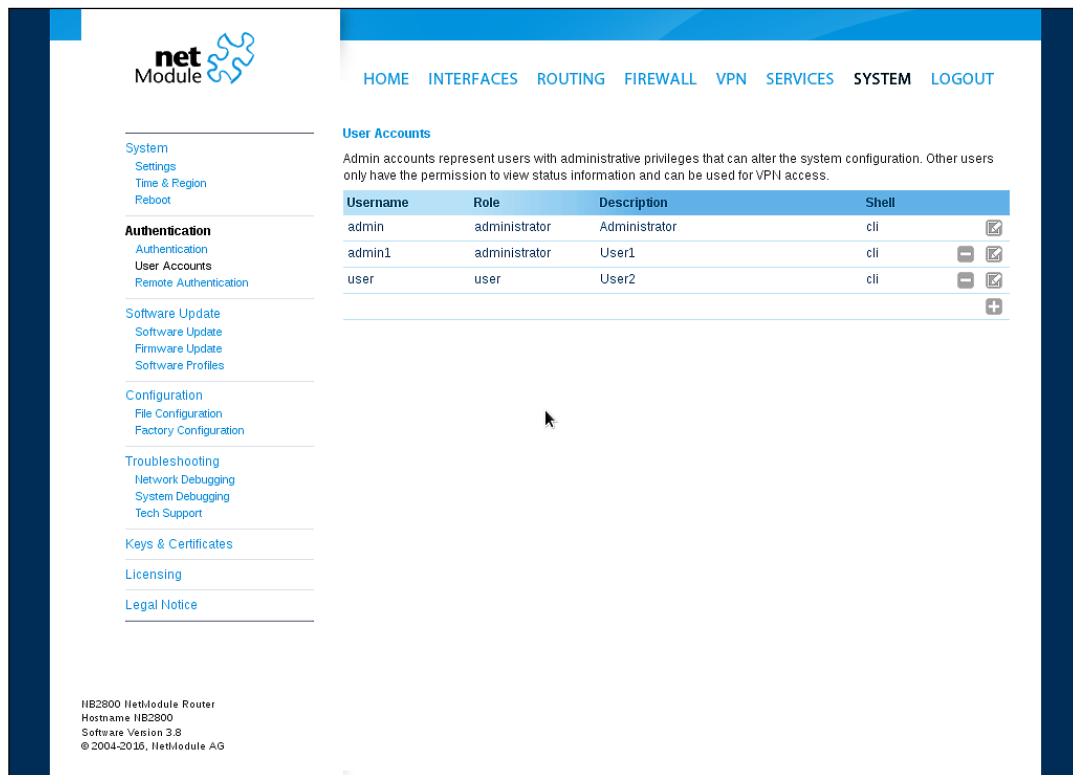 net
Module
HOME INTERFACES ROUTING FIREWALL VPN SERVICES SYSTEM LOGOUT
System
Settings
Time & Region
Reboot
Authentication
Authentication
User Accounts
Remote Authentication
Software Update
Software Update
Firmware Update
Software Profiles
Configuration
File Configuration
Factory Configuration
Troubleshooting
Network Debugging
System Debugging
Tech Support
Keys & Certificates
Licensing
Legal Notice
User Accounts
Admin accounts represent users with administrative privileges that can alter the system configuration. Other users
only have the permission to view status information and can be used for VPN access.
Username Role Description Shell
admin administrator Administrator cli
admin1 administrator User1 cli
user user User2 cli
NB2800 NetModule Router
Hostname NB2800
Software Version 3.8
© 2004-2016, NetModule AG